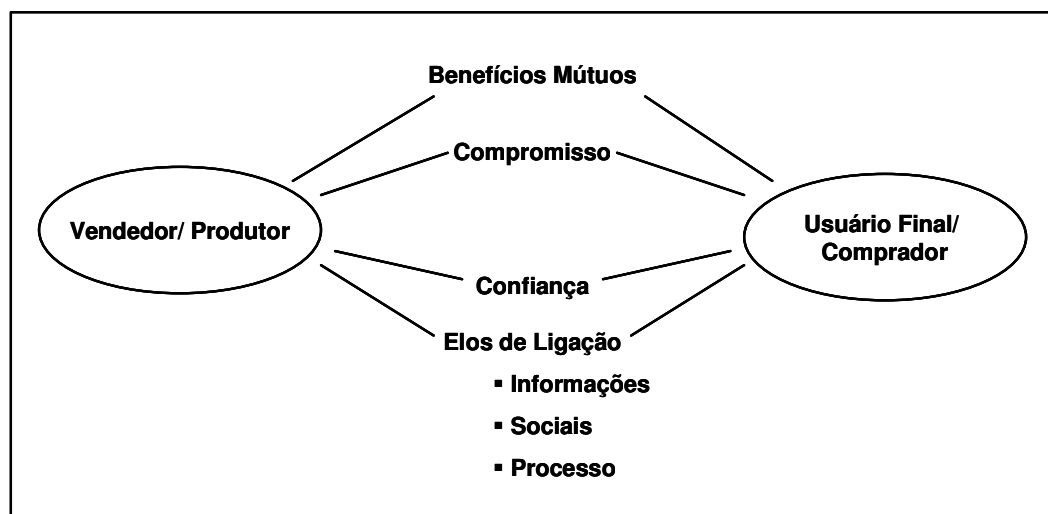 Benefícios Mútuos
Compromisso
Vendedor/ Produtor
Usuário Final/
Comprador
Confiança
Elos de Ligação
▪ Informações
▪ Sociais
▪ Processo